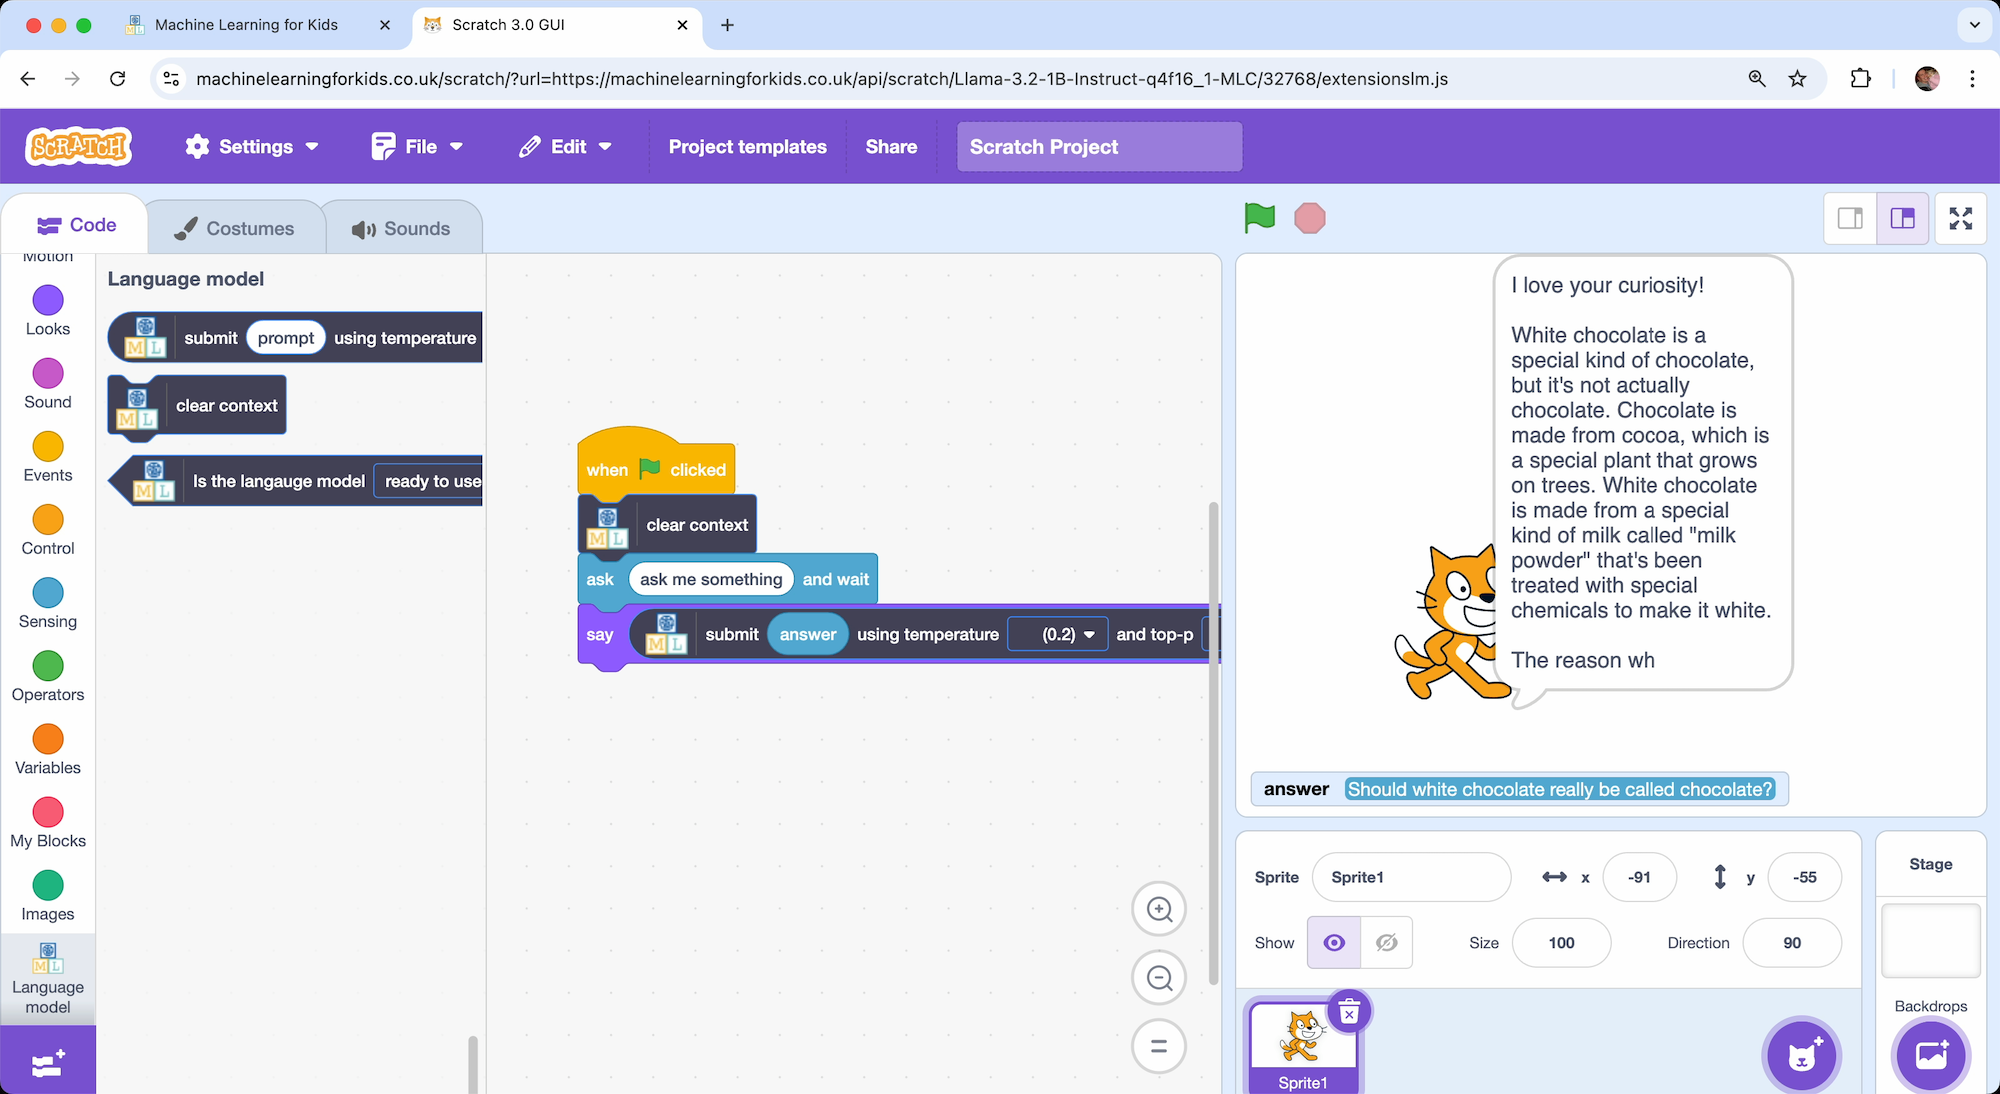 Machine Learning for Kids
Scratch 3.0 GUI
machinelearningforkids.co.uk/scratch/?url=https://machinelearningforkids.co.uk/api/scratch/Llama-3.2-1B-Instruct-q4f16_1-MLC/32768/extensionslm.js
SCRATCH
Settings
File
Edit
Project templates
Share
Scratch Project
Code
Costumes
Sounds
Motion
Looks
Sound
Events
Control
Sensing
Operators
Variables
My Blocks
Images
M L
Language
model
Language model
M L submit prompt using temperature
M L clear context
M L Is the langauge model ready to use
when clicked
M L clear context
ask ask me something and wait
say M L submit answer using temperature (0.2) and top-p
I love your curiosity!
White chocolate is a
special kind of chocolate,
but it's not actually
chocolate. Chocolate is
made from cocoa, which is
a special plant that grows
on trees. White chocolate
is made from a special
kind of milk called "milk
powder" that's been
treated with special
chemicals to make it white.
The reason wh
answer Should white chocolate really be called chocolate?
Sprite Sprite1 x -91 y -55
Show Size 100 Direction 90
Sprite1
Stage
Backdrops